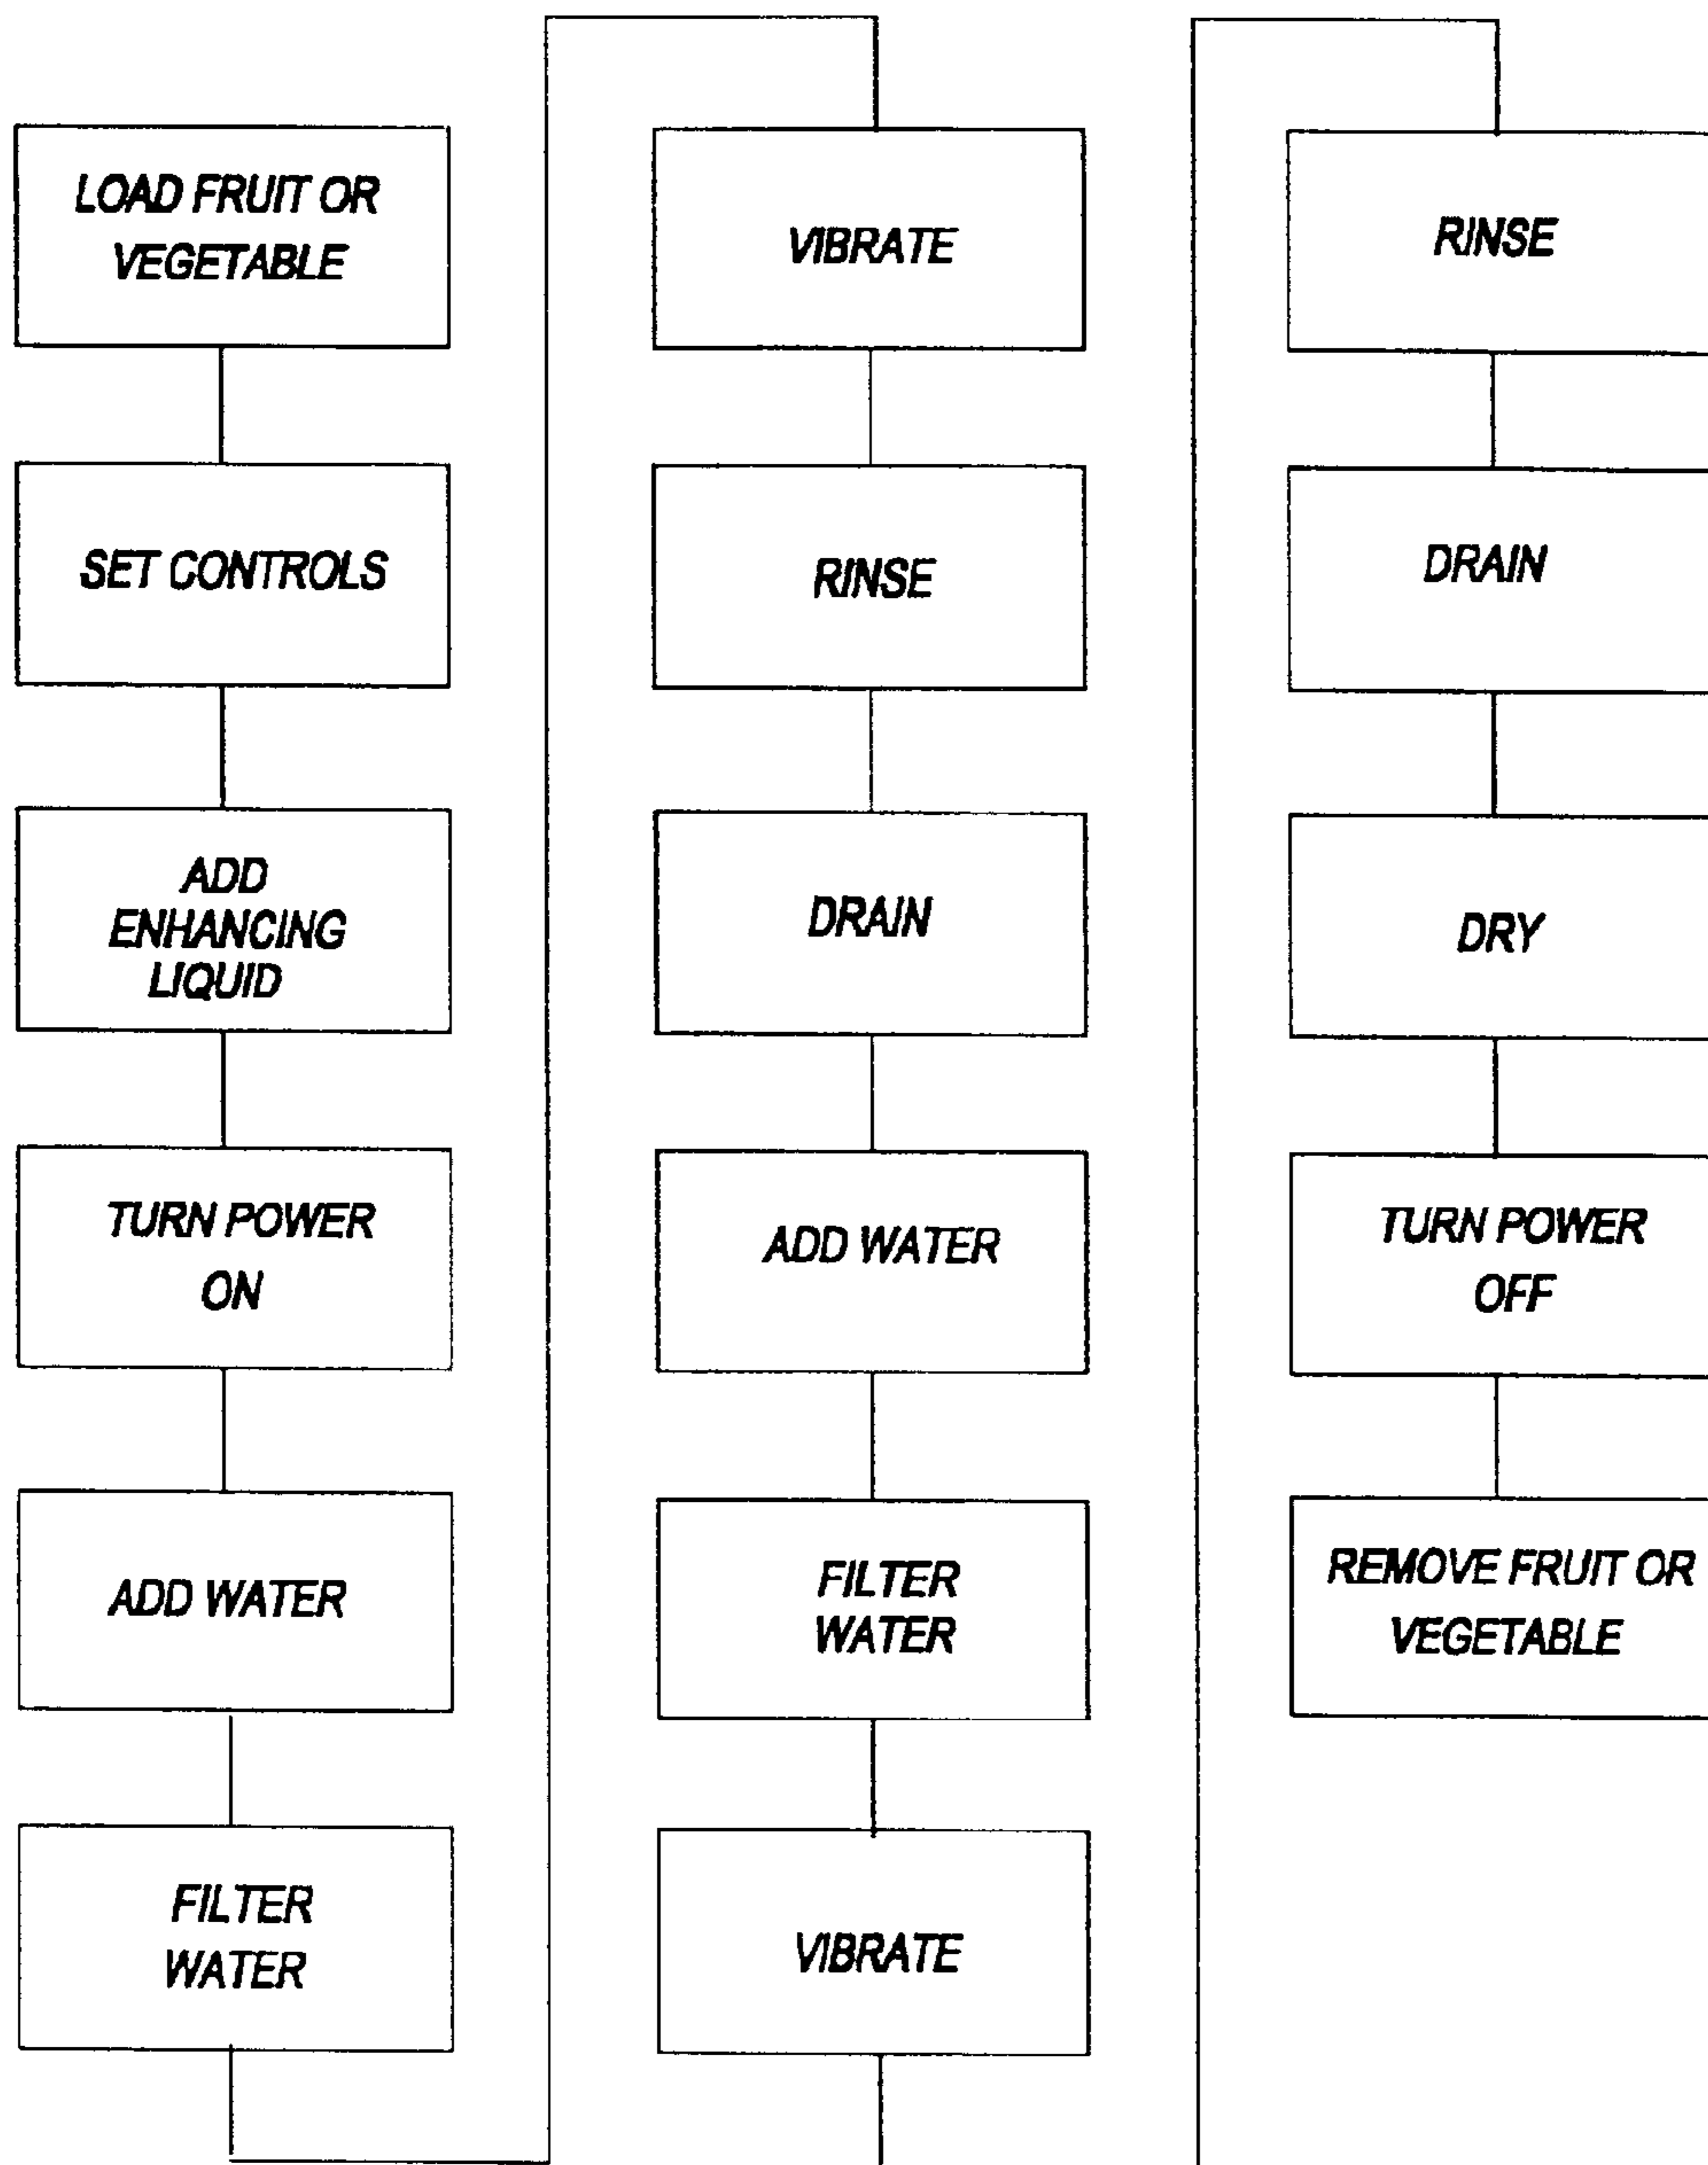 LOAD FRUIT OR
VEGETABLE
SET CONTROLS
ADD
ENHANCING
LIQUID
TURN POWER
ON
ADD WATER
FILTER
WATER
VIBRATE
RINSE
DRAIN
ADD WATER
FILTER
WATER
VIBRATE
RINSE
DRAIN
DRY
TURN POWER
OFF
REMOVE FRUIT OR
VEGETABLE